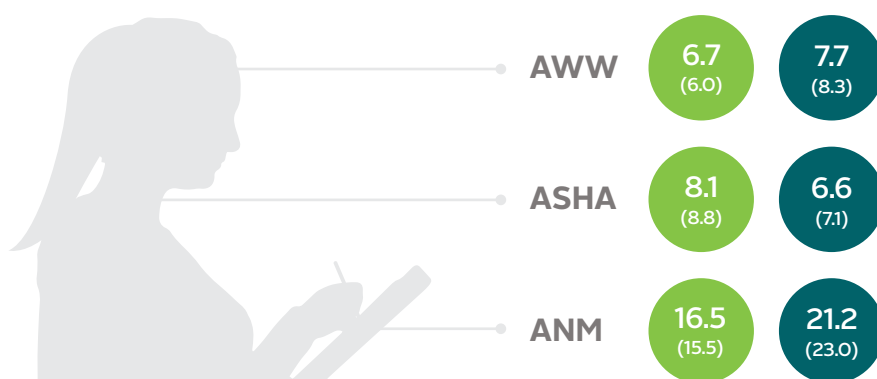 AWW 6.7 7.7
(6.0) (8.3)
ASHA 8.1 6.6
(8.8) (7.1)
ANM 16.5 21.2
(15.5) (23.0)